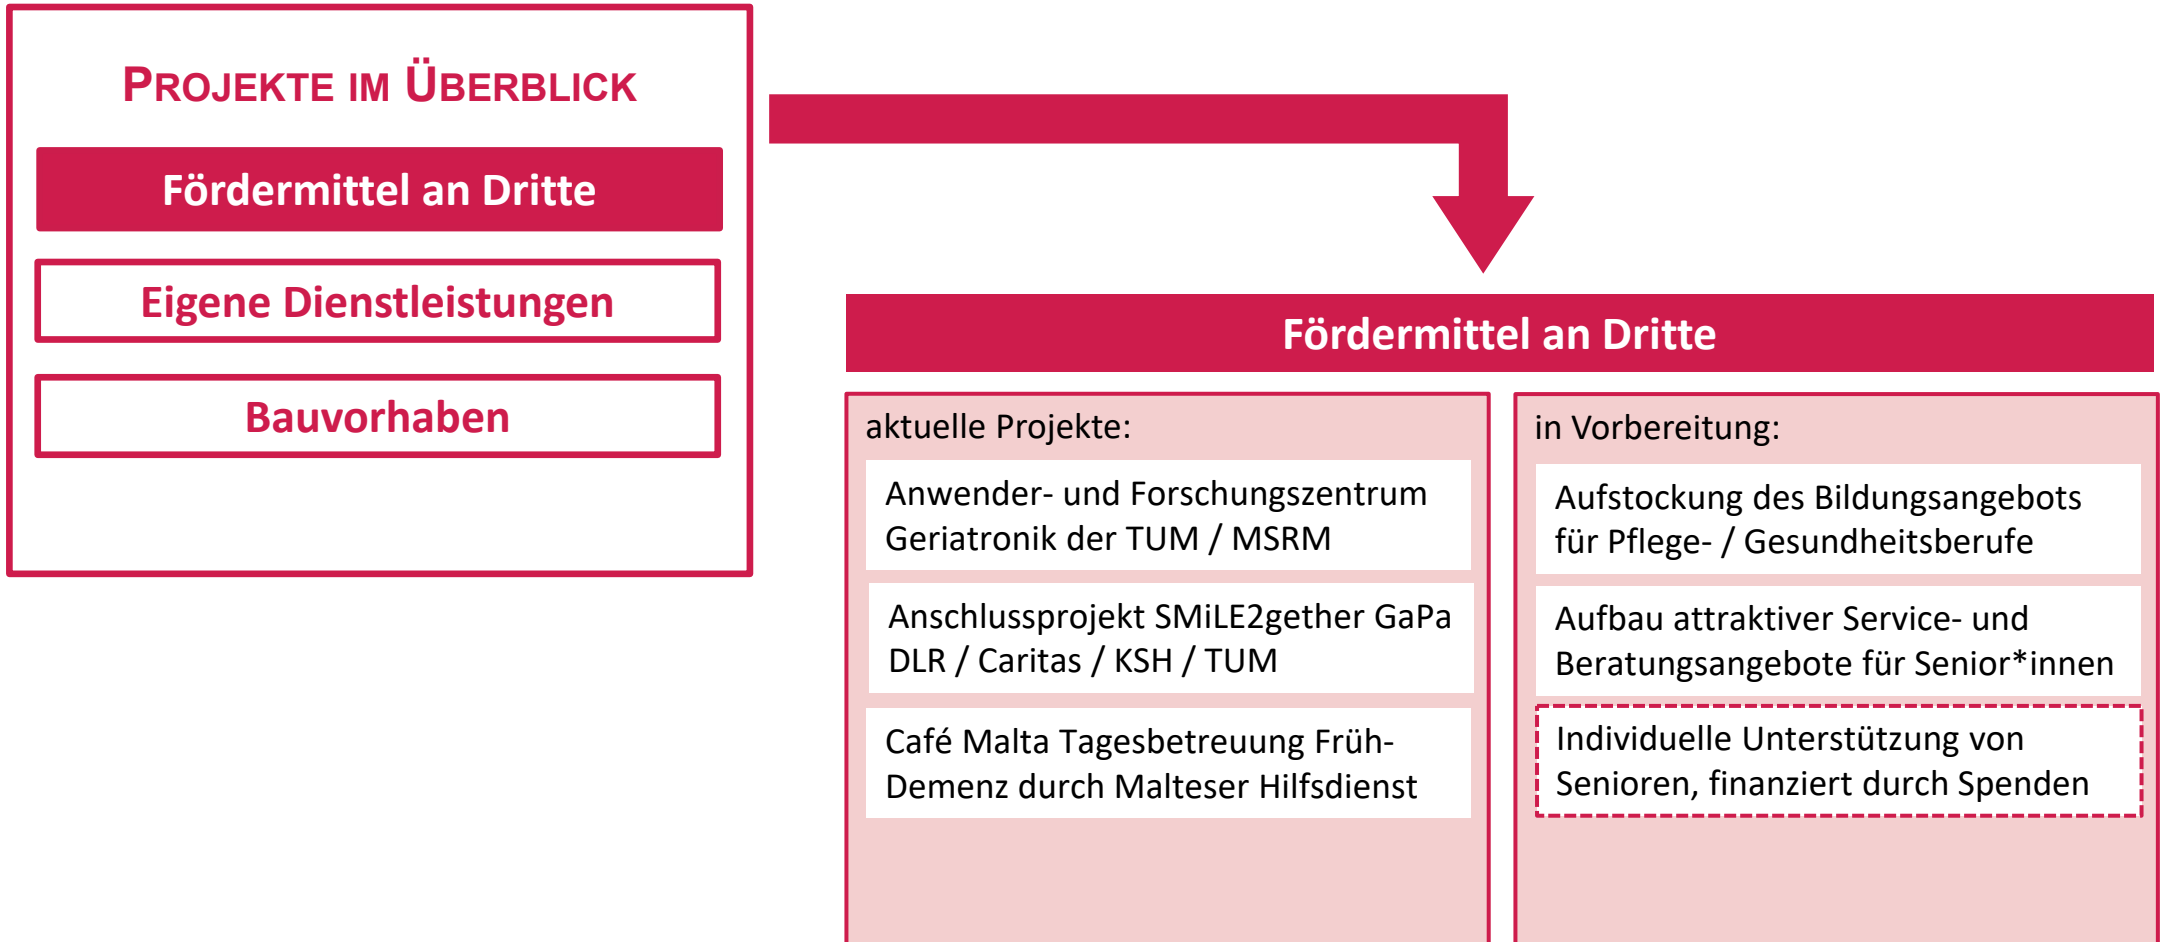 PROJEKTE IM ÜBERBLICK
Fördermittel an Dritte
Eigene Dienstleistungen
Bauvorhaben
Fördermittel an Dritte
aktuelle Projekte:
Anwender- und Forschungszentrum
Geriatronik der TUM / MSRM
Anschlussprojekt SMiLE2gether GaPa
DLR / Caritas / KSH / TUM
Café Malta Tagesbetreuung Früh-
Demenz durch Malteser Hilfsdienst
in Vorbereitung:
Aufstockung des Bildungsangebots
für Pflege- / Gesundheitsberufe
Aufbau attraktiver Service- und
Beratungsangebote für Senior*innen
Individuelle Unterstützung von
Senioren, finanziert durch Spenden